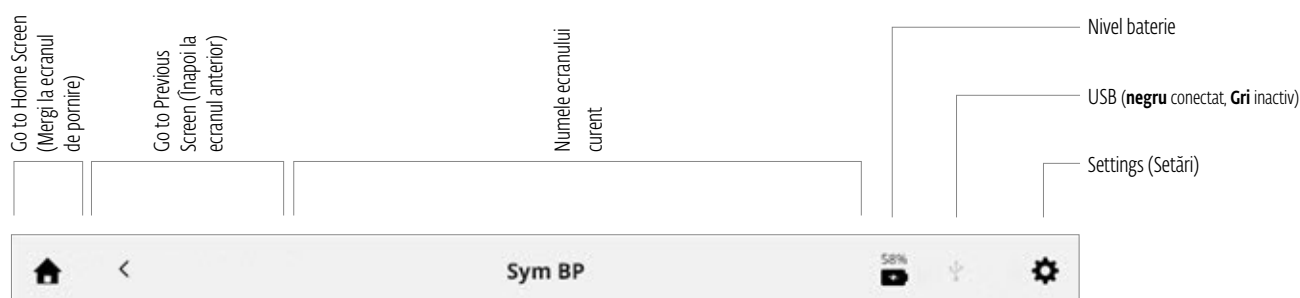 Go to Home Screen
(Mergi la ecranul
de pornire)
Go to Previous
Screen (Înapoi la
ecranul anterior)
Numele ecranului
curent
Nivel baterie
USB (negru conectat, Gri inactiv)
Settings (Setări)
Sym BP
58%